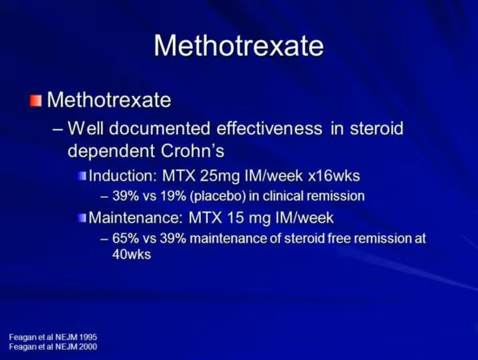 Methotrexate
Methotrexate
– Well documented effectiveness in steroid
dependent Crohn's
Induction: MTX 25mg IM/week x16wks
– 39% vs 19% (placebo) in clinical remission
Maintenance: MTX 15 mg IM/week
– 65% vs 39% maintenance of steroid free remission at
40wks
Feagan et al NEJM 1995
Feagan et al NEJM 2000